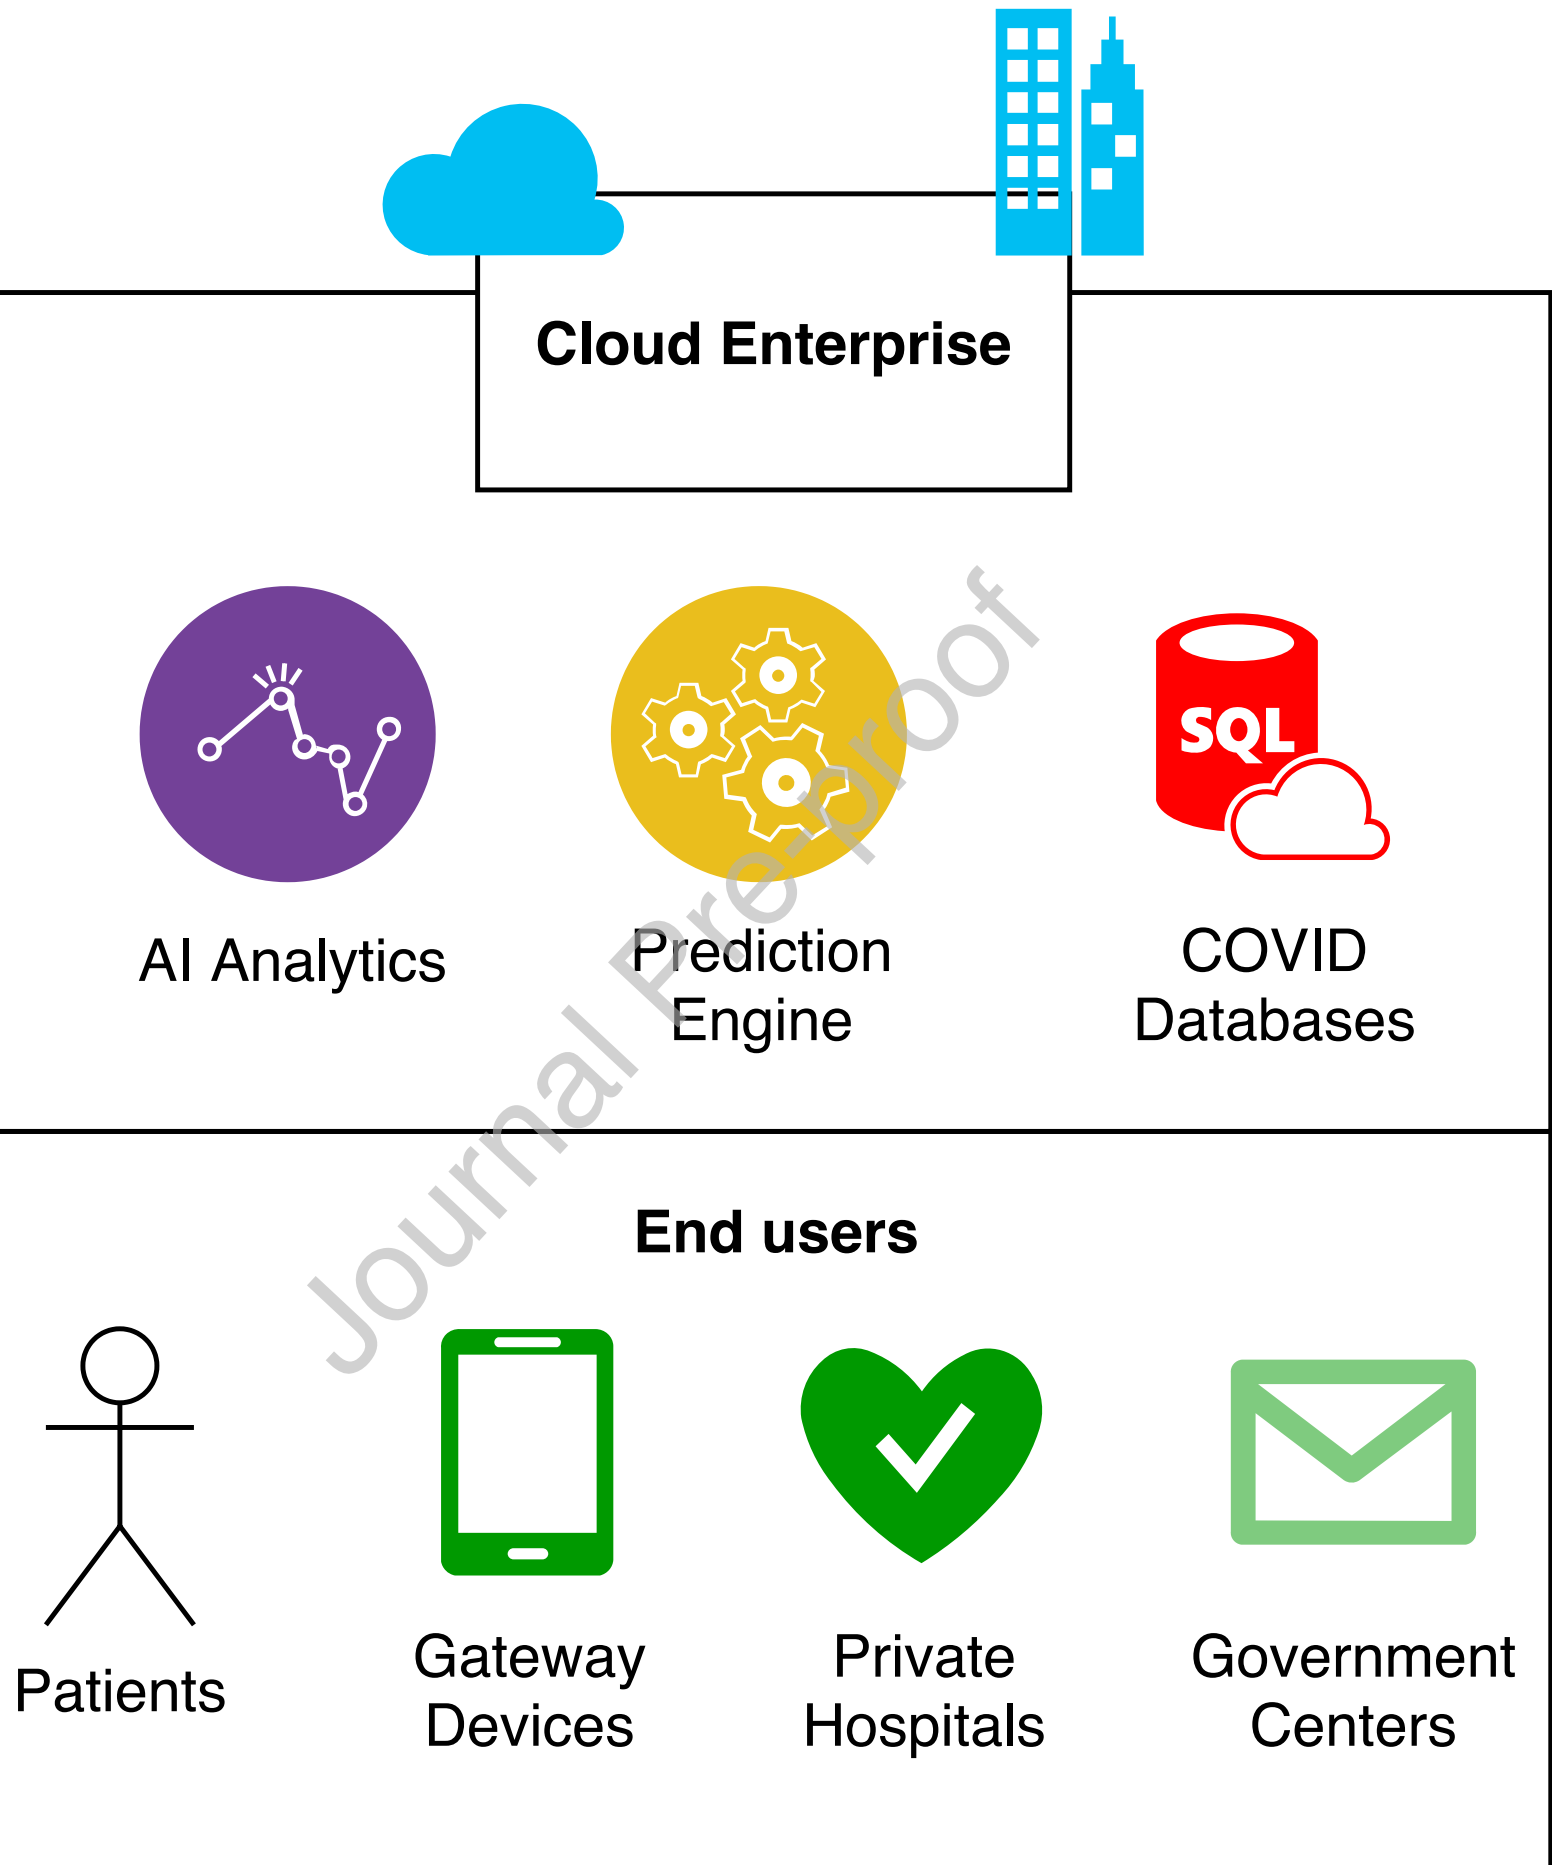 Cloud Enterprise
SQL
AI Analytics
Prediction
Engine
COVID
Databases
Journal Pre-proof
End users
Patients
Gateway
Devices
Private
Hospitals
Government
Centers